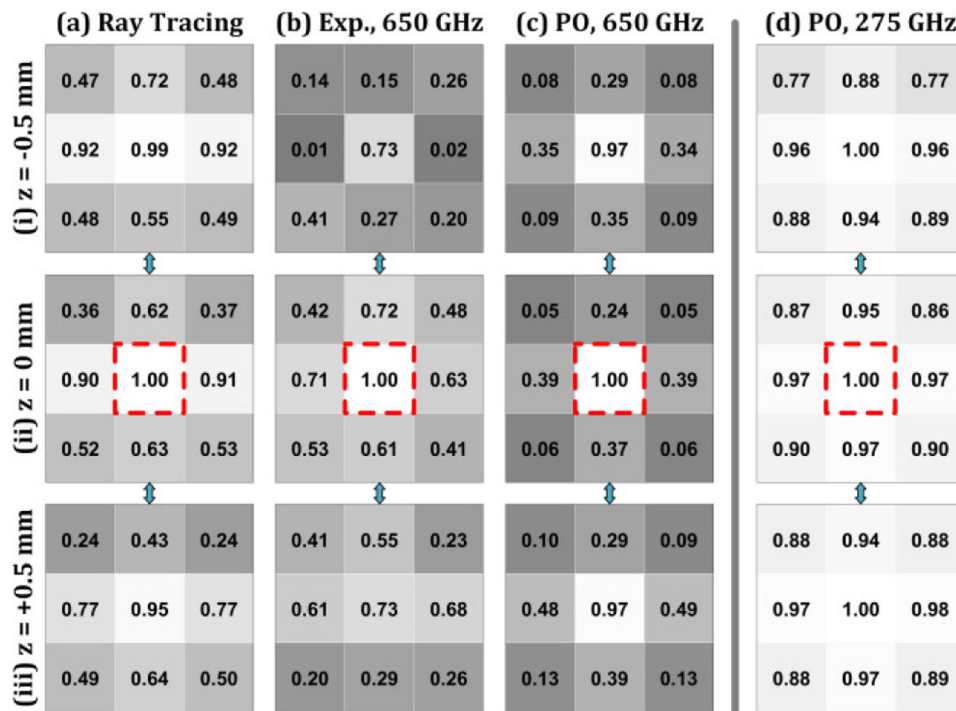 (a) Ray Tracing (b) Exp., 650 GHz (c) PO, 650 GHz (d) PO, 275 GHz
(i) z = -0.5 mm
0.47 0.72 0.48 0.14 0.15 0.26 0.08 0.29 0.08 0.77 0.88 0.77
0.92 0.99 0.92 0.01 0.73 0.02 0.35 0.97 0.34 0.96 1.00 0.96
0.48 0.55 0.49 0.41 0.27 0.20 0.09 0.35 0.09 0.88 0.94 0.89
(ii) z = 0 mm
0.36 0.62 0.37 0.42 0.72 0.48 0.05 0.24 0.05 0.87 0.95 0.86
0.90 1.00 0.91 0.71 1.00 0.63 0.39 1.00 0.39 0.97 1.00 0.97
0.52 0.63 0.53 0.53 0.61 0.41 0.06 0.37 0.06 0.90 0.97 0.90
(iii) z = +0.5 mm
0.24 0.43 0.24 0.41 0.55 0.23 0.10 0.29 0.09 0.88 0.94 0.88
0.77 0.95 0.77 0.61 0.73 0.68 0.48 0.97 0.49 0.97 1.00 0.98
0.49 0.64 0.50 0.20 0.29 0.26 0.13 0.39 0.13 0.88 0.97 0.89